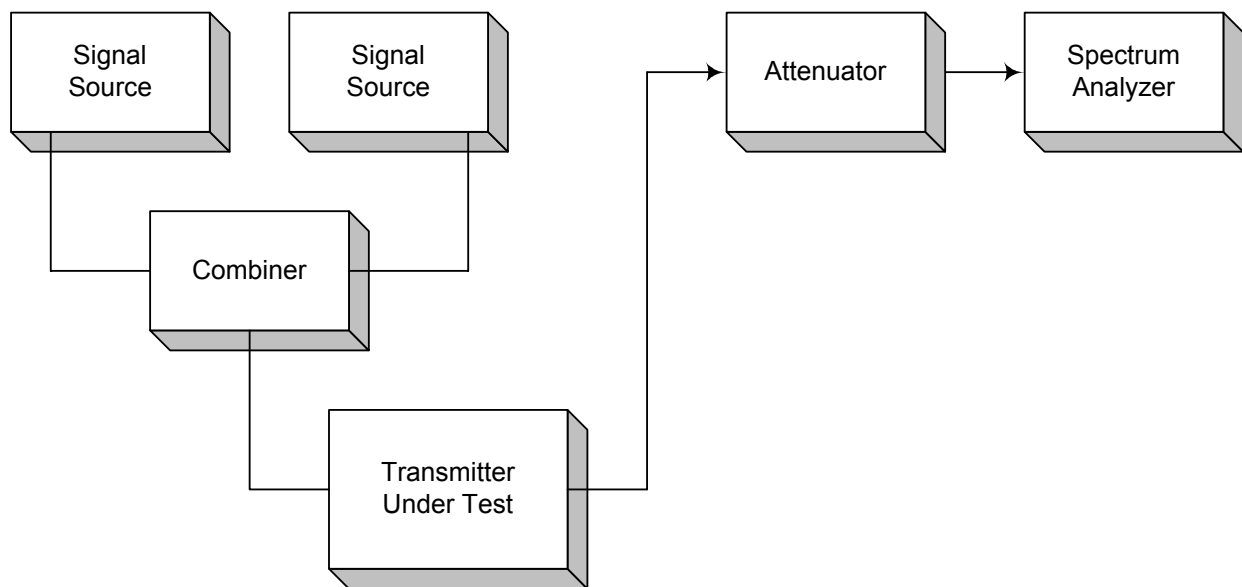 Signal
Source
Signal
Source
Attenuator
Spectrum
Analyzer
Combiner
Transmitter
Under Test